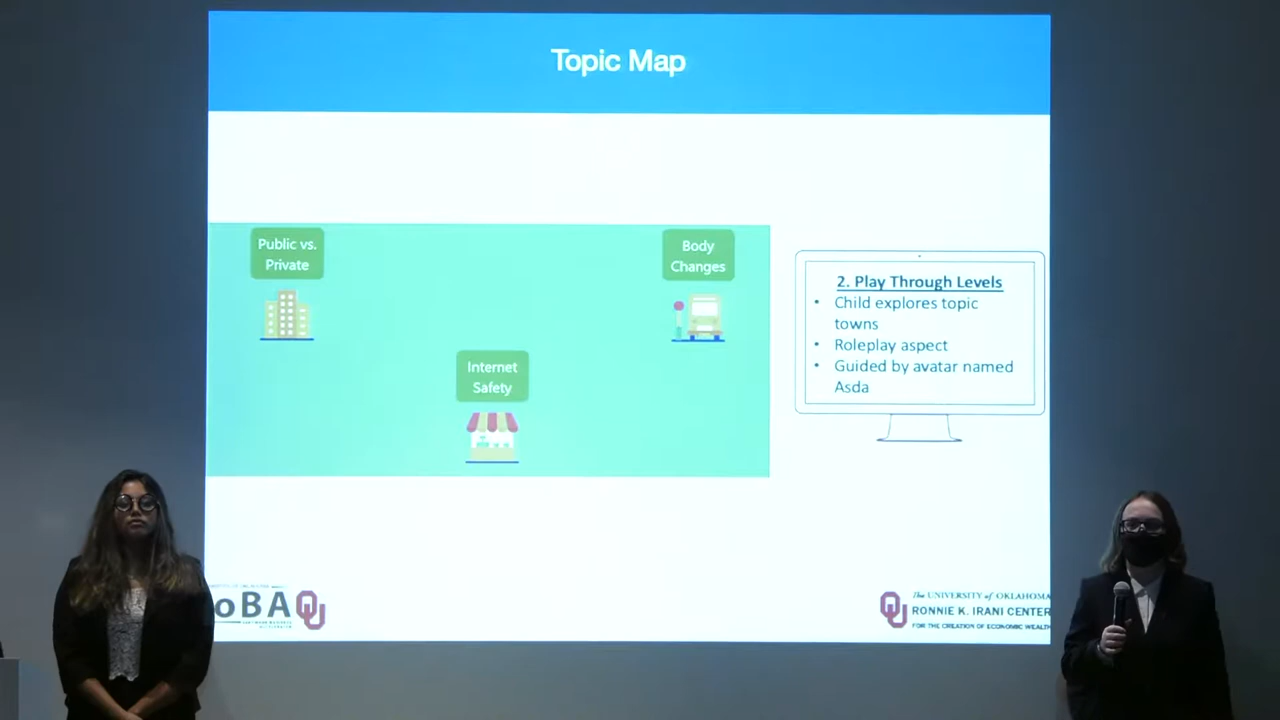 Topic Map
Public vs.
Private
Body
Changes
Internet
Safety
2. Play Through Levels
• Child explores topic
towns
• Roleplay aspect
• Guided by avatar named
Asda
oBA OU
OU The UNIVERSITY of OKLAHOMA
RONNIE K. IRANI CENTER
FOR THE CREATION OF ECONOMIC WEALTH